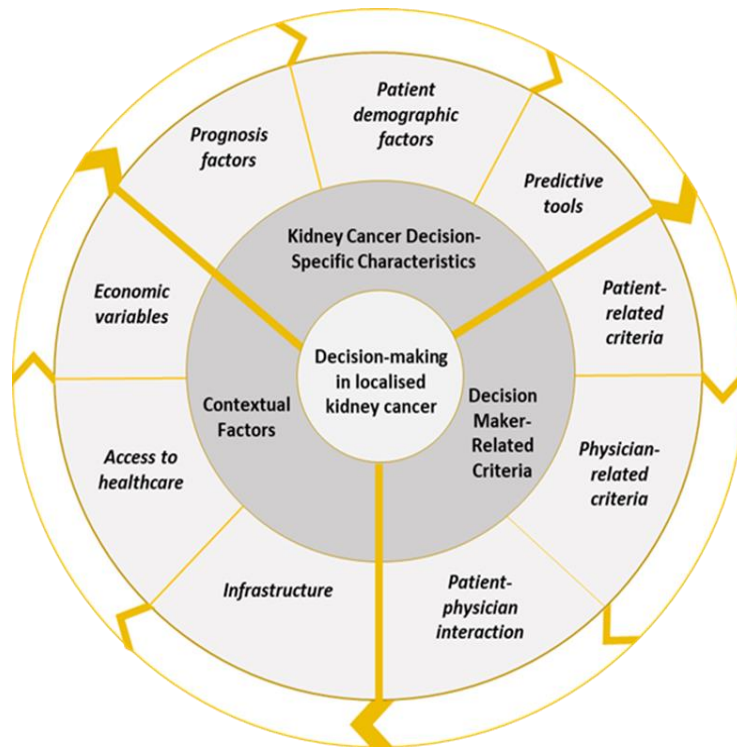 Patient
demographic
factors
Prognosis
factors
Predictive
tools
Kidney Cancer Decision-
Specific Characteristics
Economic
variables
Patient-
related
criteria
Decision-making
in localised
kidney cancer
Contextual
Factors
Decision
Maker-
Related
Criteria
Access to
healthcare
Physician-
related
criteria
Infrastructure
Patient-
physician
interaction